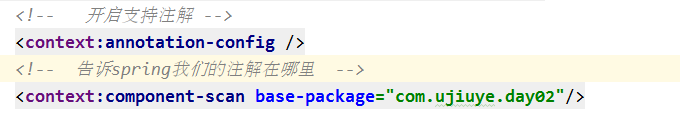 <!-- 开启支持注解 -->
<context:annotation-config />
<!-- 告诉spring我们的注解在哪里 -->
<context:component-scan base-package="com.ujiuye.day02"/>